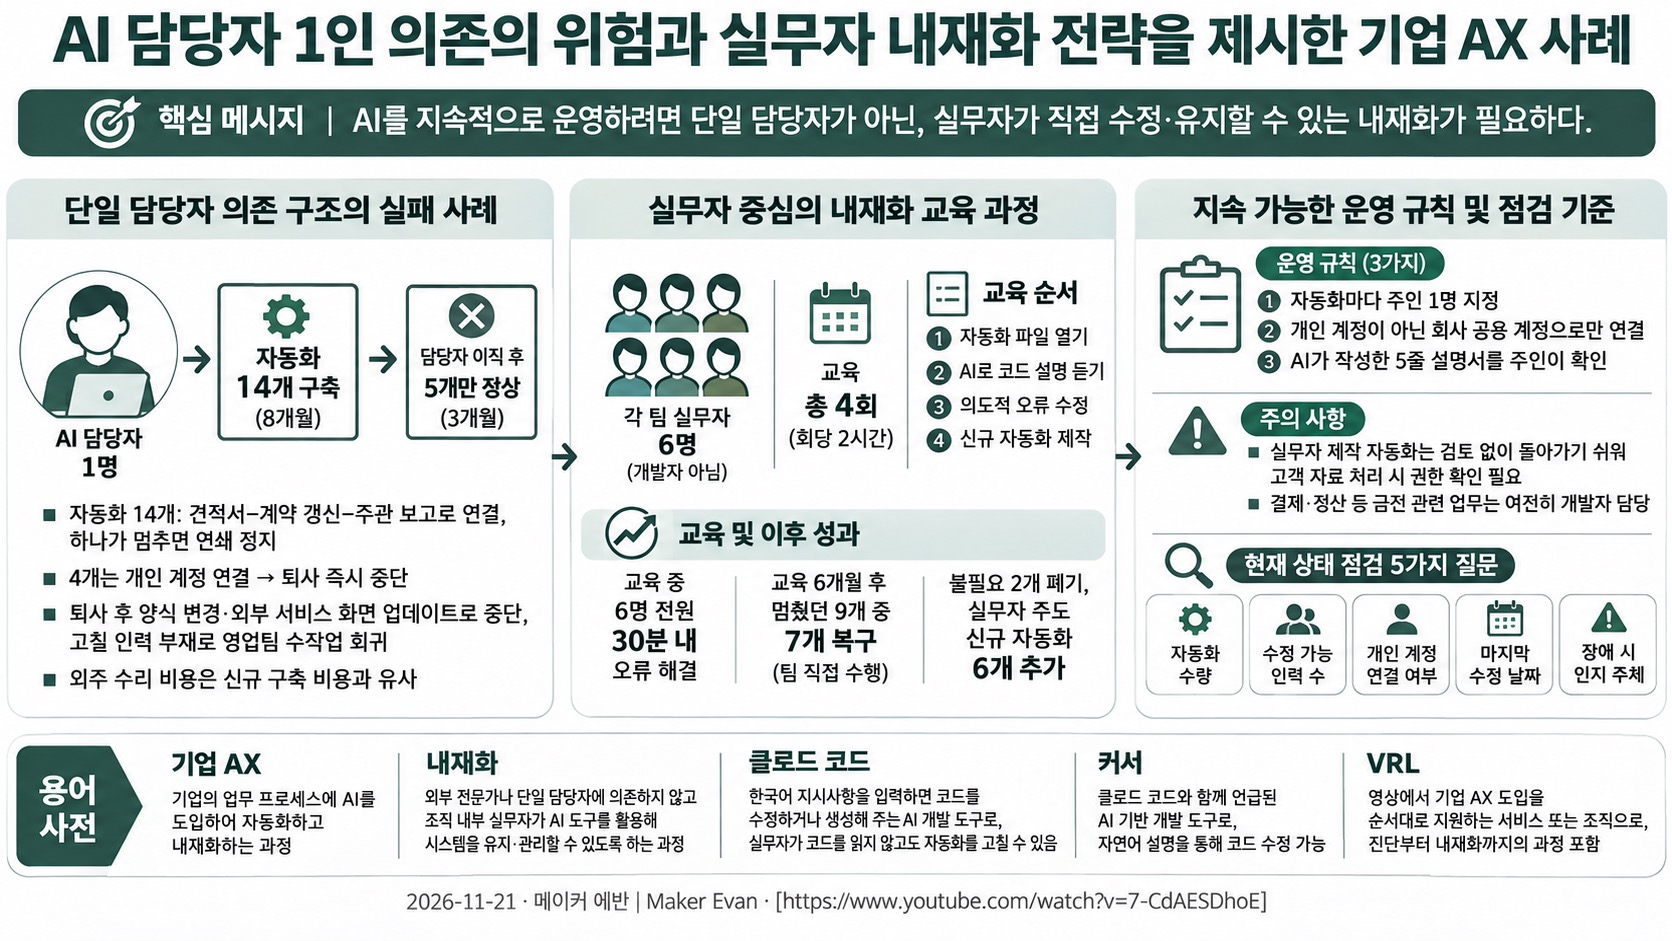 AI 담당자 1인 의존의 위험과 실무자 내재화 전략을 제시한 기업 AX 사례
핵심 메시지 | AI를 지속적으로 운영하려면 단일 담당자가 아닌, 실무자가 직접 수정·유지할 수 있는 내재화가 필요하다.
단일 담당자 의존 구조의 실패 사례
AI 담당자
1명
자동화
14개 구축
(8개월)
담당자 이직 후
5개만 정상
(3개월)
■ 자동화 14개: 견적서–계약 갱신–주관 보고로 연결,
하나가 멈추면 연쇄 정지
■ 4개는 개인 계정 연결 → 퇴사 즉시 중단
■ 퇴사 후 양식 변경·외부 서비스 화면 업데이트로 중단,
고칠 인력 부재로 영업팀 수작업 회귀
■ 외주 수리 비용은 신규 구축 비용과 유사
실무자 중심의 내재화 교육 과정
각 팀 실무자
6명
(개발자 아님)
교육
총 4회
(회당 2시간)
교육 순서
1 자동화 파일 열기
2 AI로 코드 설명 듣기
3 의도적 오류 수정
4 신규 자동화 제작
교육 및 이후 성과
교육 중
6명 전원
30분 내
오류 해결
교육 6개월 후
멈췄던 9개 중
7개 복구
(팀 직접 수행)
불필요 2개 폐기,
실무자 주도
신규 자동화
6개 추가
지속 가능한 운영 규칙 및 점검 기준
운영 규칙 (3가지)
1 자동화마다 주인 1명 지정
2 개인 계정이 아닌 회사 공용 계정으로만 연결
3 AI가 작성한 5줄 설명서를 주인이 확인
주의 사항
■ 실무자 제작 자동화는 검토 없이 돌아가기 쉬워
고객 자료 처리 시 권한 확인 필요
■ 결제·정산 등 금전 관련 업무는 여전히 개발자 담당
현재 상태 점검 5가지 질문
자동화
수량
수정 가능
인력 수
개인 계정
연결 여부
마지막
수정 날짜
장애 시
인지 주체
용어
사전
기업 AX
기업의 업무 프로세스에 AI를
도입하여 자동화하고
내재화하는 과정
내재화
외부 전문가나 단일 담당자에 의존하지 않고
조직 내부 실무자가 AI 도구를 활용해
시스템을 유지·관리할 수 있도록 하는 과정
클로드 코드
한국어 지시사항을 입력하면 코드를
수정하거나 생성해 주는 AI 개발 도구로,
실무자가 코드를 읽지 않고도 자동화를 고칠 수 있음
커서
클로드 코드와 함께 언급된
AI 기반 개발 도구로,
자연어 설명을 통해 코드 수정 가능
VRL
영상에서 기업 AX 도입을
순서대로 지원하는 서비스 또는 조직으로,
진단부터 내재화까지의 과정 포함
2026-11-21 · 메이커 에반 | Maker Evan · [https://www.youtube.com/watch?v=7-CdAESDhoE]